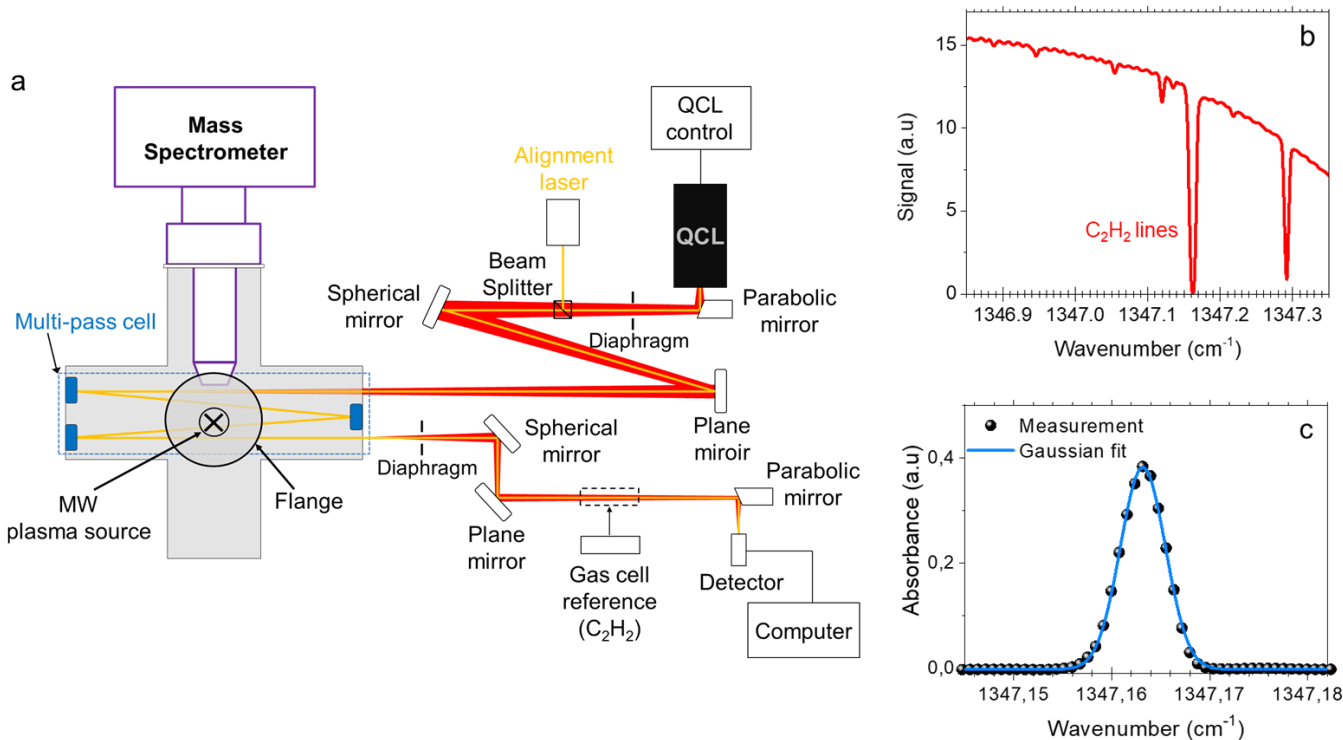 a
Mass
Spectrometer
Multi-pass cell
MW
plasma source
Flange
Alignment
laser
QCL
control
QCL
Beam
Splitter
Spherical
mirror
Diaphragm
Parabolic
mirror
Plane
miroir
Diaphragm
Spherical
mirror
Plane
mirror
Gas cell
reference
(C₂H₂)
Parabolic
mirror
Detector
Computer
b
15
10
5
0
Signal (a.u)
C₂H₂ lines
1346.9 1347.0 1347.1 1347.2 1347.3
Wavenumber (cm⁻¹)
c
Measurement
Gaussian fit
0,4
0,2
0,0
Absorbance (a.u)
1347,15 1347,16 1347,17 1347,18
Wavenumber (cm⁻¹)